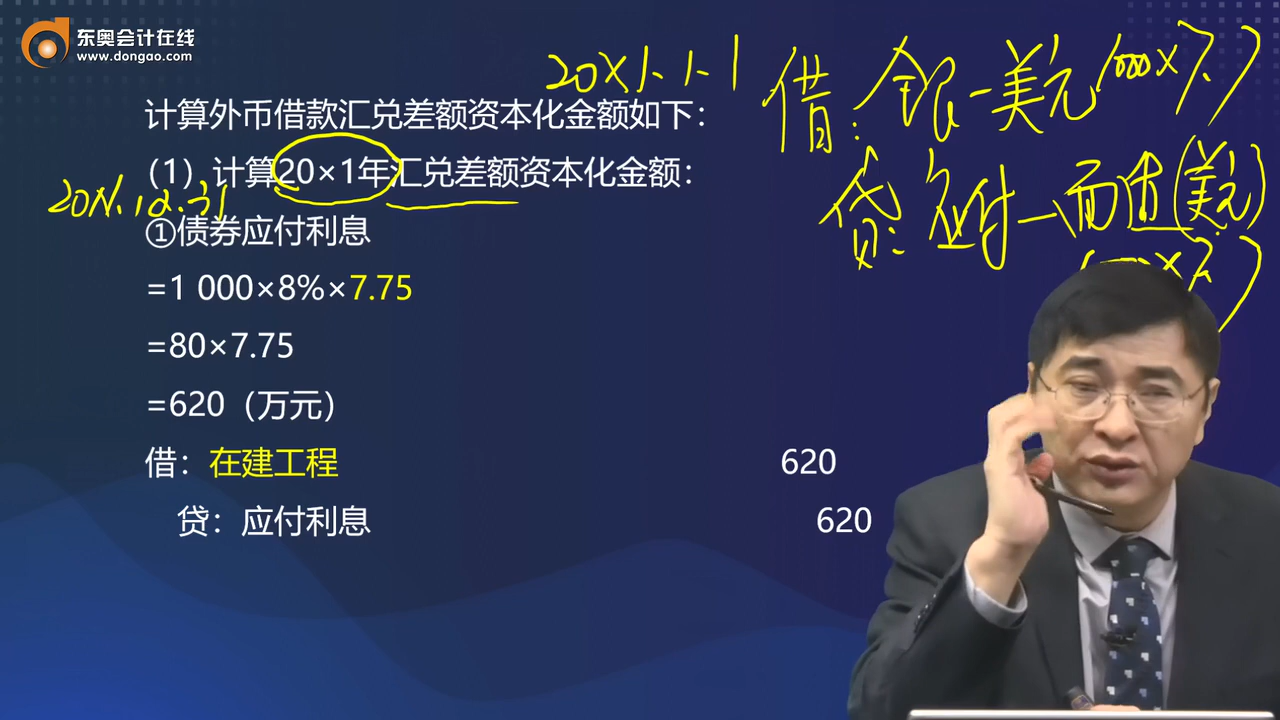 东奥会计在线
www.dongao.com
20×1.1.1
借：银—美元(1000×7.7)
贷：应付—面值(美元)
计算外币借款汇兑差额资本化金额如下：
（1）计算20×1年汇兑差额资本化金额：
20×1.12.31
①债券应付利息
=1 000×8%×7.75
=80×7.75
=620（万元）
借：在建工程 620
贷：应付利息 620